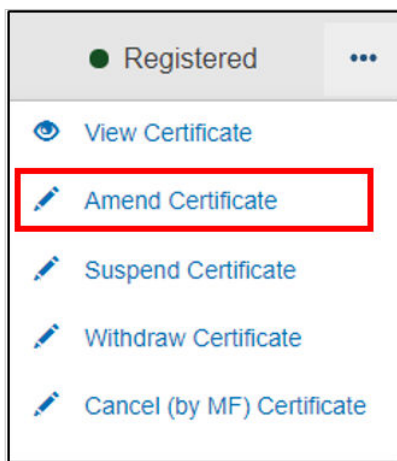 Registered
View Certificate
Amend Certificate
Suspend Certificate
Withdraw Certificate
Cancel (by MF) Certificate